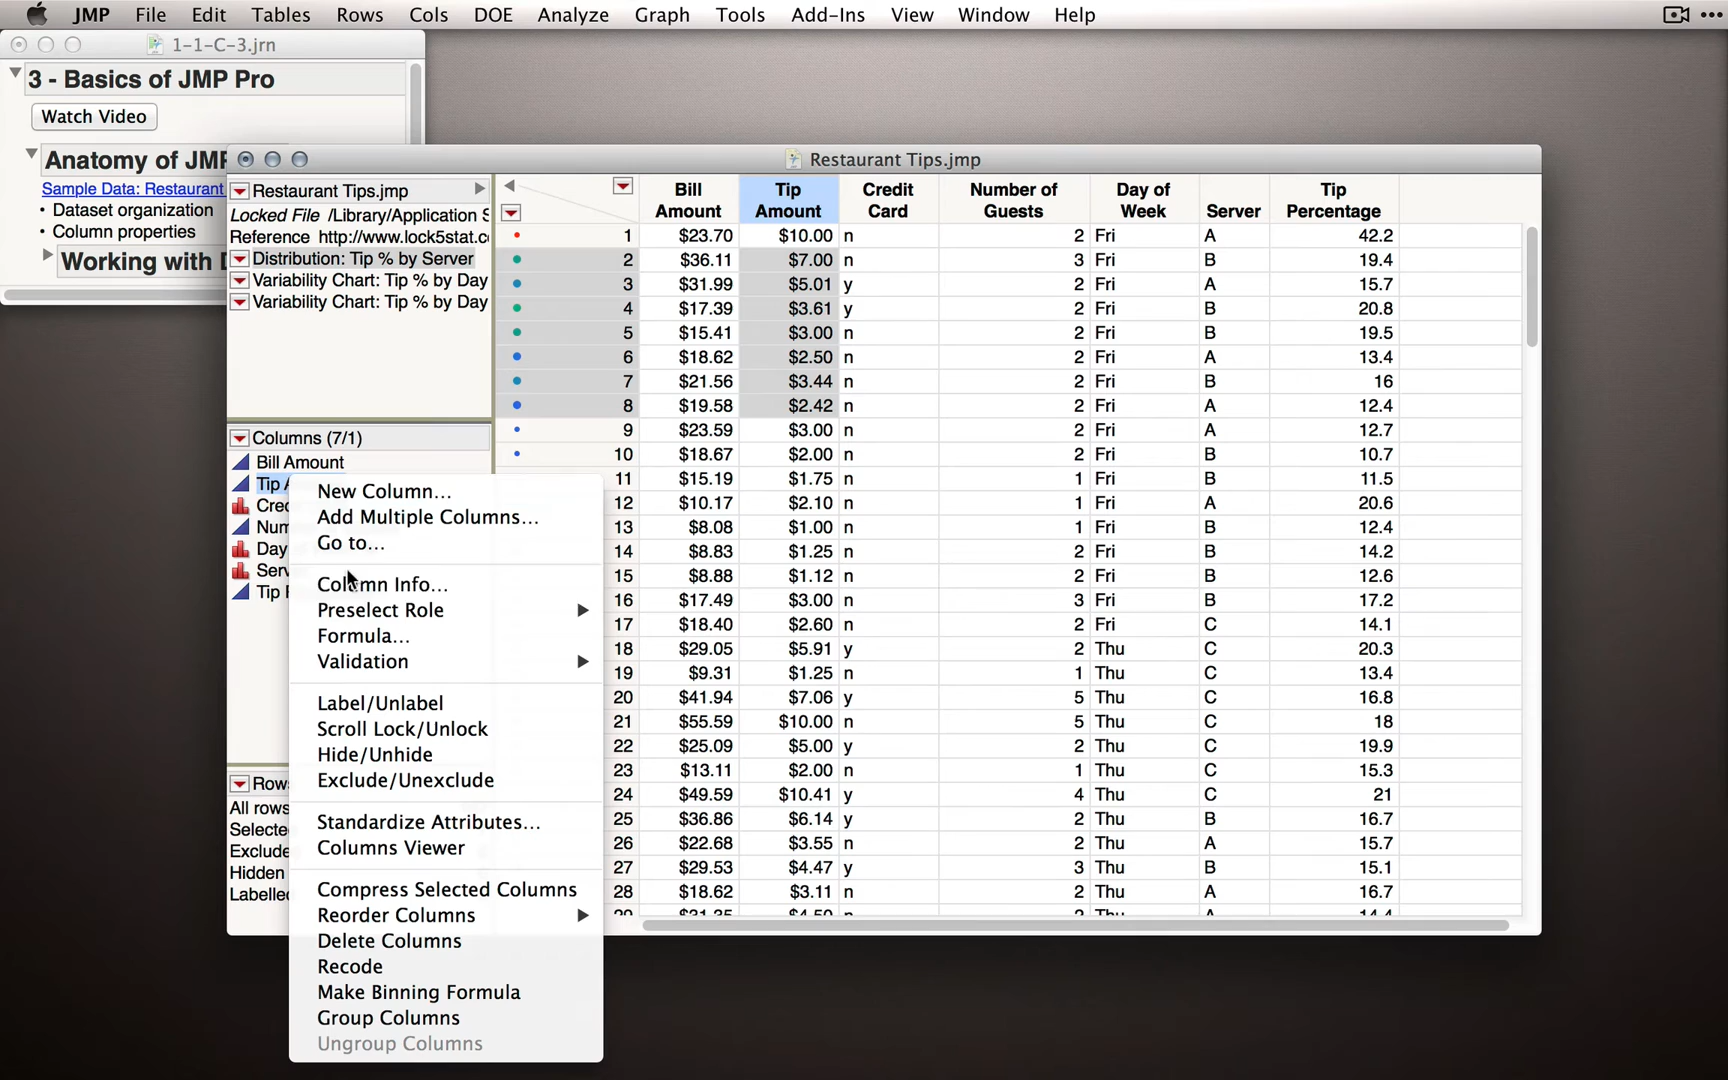 JMP File Edit Tables Rows Cols DOE Analyze Graph Tools Add-Ins View Window Help
1-1-C-3.jrn
3 - Basics of JMP Pro
Watch Video
Anatomy of JMP
Sample Data: Restaurant
• Dataset organization
• Column properties
Working with
Restaurant Tips.jmp
Restaurant Tips.jmp
Locked File /Library/Application
Reference http://www.lock5stat.c
Distribution: Tip % by Server
Variability Chart: Tip % by Day
Variability Chart: Tip % by Day
Columns (7/1)
Bill Amount
Tip
Cred
Num
Day
Serv
Tip
Rows
All rows
Selected
Exclude
Hidden
Labelled
New Column...
Add Multiple Columns...
Go to...
Column Info...
Preselect Role
Formula...
Validation
Label/Unlabel
Scroll Lock/Unlock
Hide/Unhide
Exclude/Unexclude
Standardize Attributes...
Columns Viewer
Compress Selected Columns
Reorder Columns
Delete Columns
Recode
Make Binning Formula
Group Columns
Ungroup Columns
Bill Amount Tip Amount Credit Card Number of Guests Day of Week Server Tip Percentage
1 $23.70 $10.00 n 2 Fri A 42.2
2 $36.11 $7.00 n 3 Fri B 19.4
3 $31.99 $5.01 y 2 Fri A 15.7
4 $17.39 $3.61 y 2 Fri B 20.8
5 $15.41 $3.00 n 2 Fri B 19.5
6 $18.62 $2.50 n 2 Fri A 13.4
7 $21.56 $3.44 n 2 Fri B 16
8 $19.58 $2.42 n 2 Fri A 12.4
9 $23.59 $3.00 n 2 Fri A 12.7
10 $18.67 $2.00 n 2 Fri B 10.7
11 $15.19 $1.75 n 1 Fri B 11.5
12 $10.17 $2.10 n 1 Fri A 20.6
13 $8.08 $1.00 n 1 Fri B 12.4
14 $8.83 $1.25 n 2 Fri B 14.2
15 $8.88 $1.12 n 2 Fri B 12.6
16 $17.49 $3.00 n 3 Fri B 17.2
17 $18.40 $2.60 n 2 Fri C 14.1
18 $29.05 $5.91 y 2 Thu C 20.3
19 $9.31 $1.25 n 1 Thu C 13.4
20 $41.94 $7.06 y 5 Thu C 16.8
21 $55.59 $10.00 n 5 Thu C 18
22 $25.09 $5.00 y 2 Thu C 19.9
23 $13.11 $2.00 n 1 Thu C 15.3
24 $49.59 $10.41 y 4 Thu C 21
25 $36.86 $6.14 y 2 Thu B 16.7
26 $22.68 $3.55 n 2 Thu A 15.7
27 $29.53 $4.47 y 3 Thu B 15.1
28 $18.62 $3.11 n 2 Thu A 16.7
29 $31.35 $4.50 n 2 Thu A 14.4